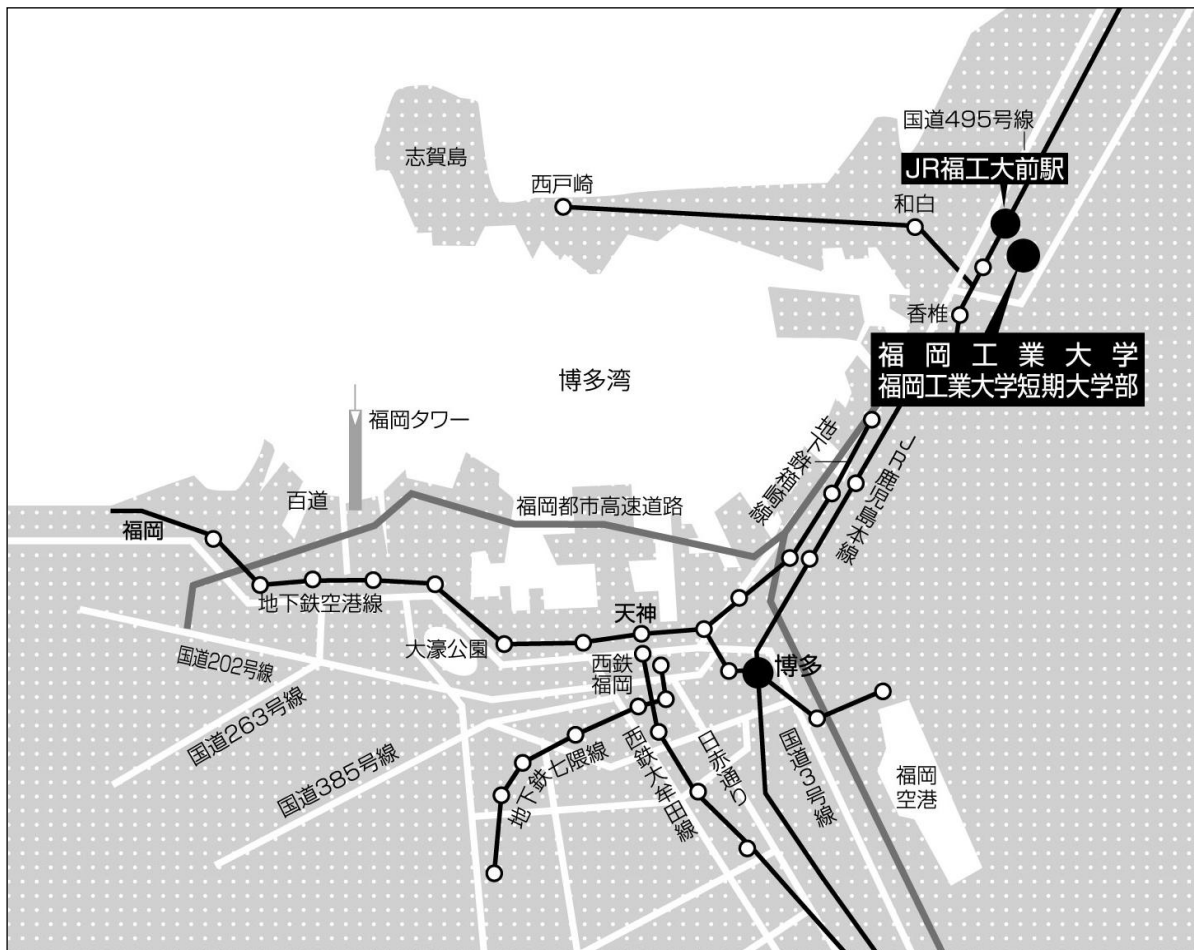 国道495号線
JR福工大前駅
志賀島
西戸崎
和白
香椎
福岡工業大学
福岡工業大学短期大学部
博多湾
福岡タワー
地下鉄箱崎線
JR鹿児島本線
百道
福岡都市高速道路
福岡
地下鉄空港線
天神
大濠公園
西鉄
福岡
博多
国道202号線
国道263号線
国道385号線
地下鉄七隈線
西鉄大牟田線
日赤通り
国道3号線
福岡
空港